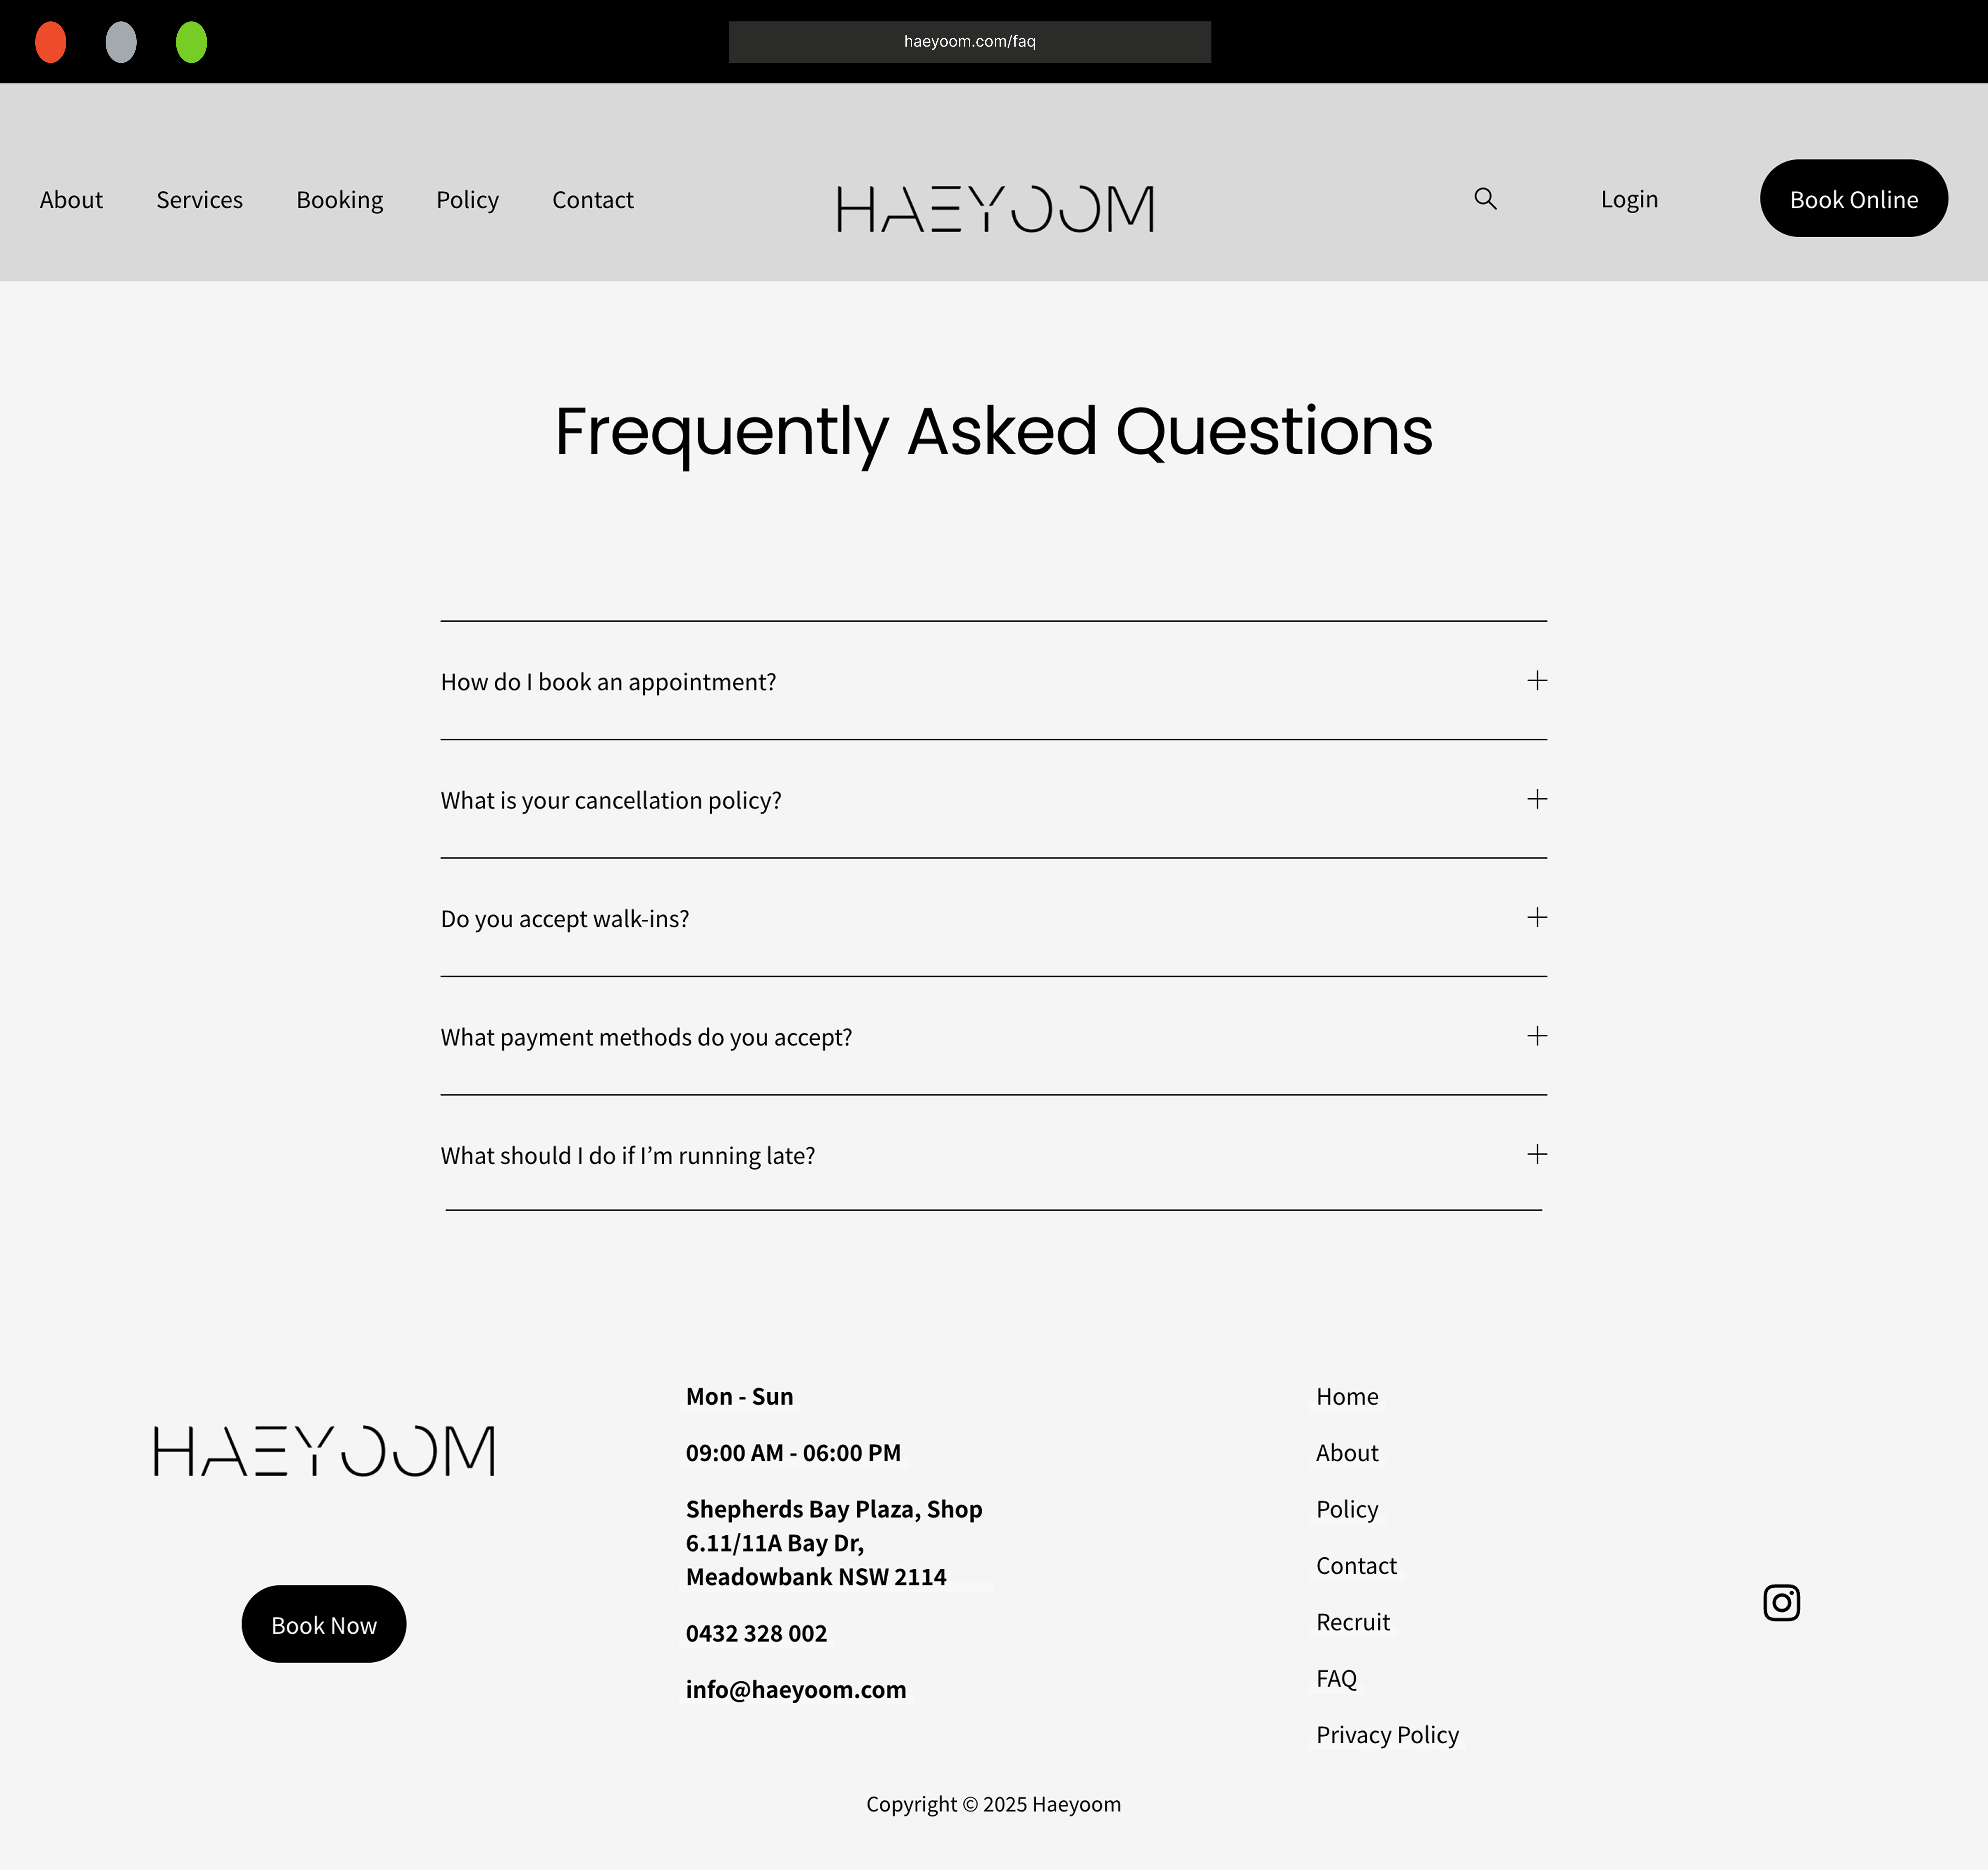 haeyoom.com/faq
About Services Booking Policy Contact HAEYOOM Login Book Online
Frequently Asked Questions
How do I book an appointment?
What is your cancellation policy?
Do you accept walk-ins?
What payment methods do you accept?
What should I do if I’m running late?
HAEYOOM
Book Now
Mon - Sun
09:00 AM - 06:00 PM
Shepherds Bay Plaza, Shop
6.11/11A Bay Dr,
Meadowbank NSW 2114
0432 328 002
info@haeyoom.com
Home
About
Policy
Contact
Recruit
FAQ
Privacy Policy
Copyright © 2025 Haeyoom